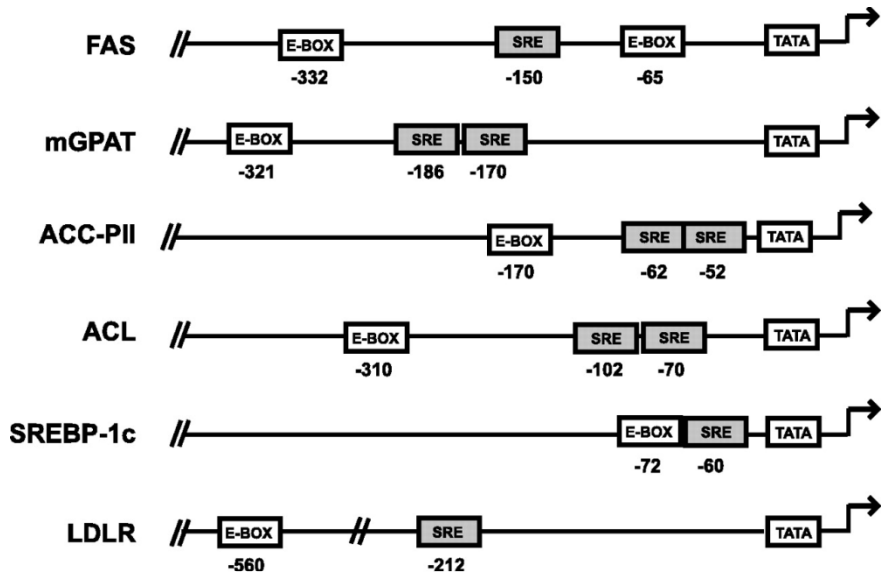 FAS E-BOX SRE E-BOX TATA
-332 -150 -65
mGPAT E-BOX SRE SRE TATA
-321 -186 -170
ACC-PII E-BOX SRE SRE TATA
-170 -62 -52
ACL E-BOX SRE SRE TATA
-310 -102 -70
SREBP-1c E-BOX SRE TATA
-72 -60
LDLR E-BOX SRE TATA
-560 -212